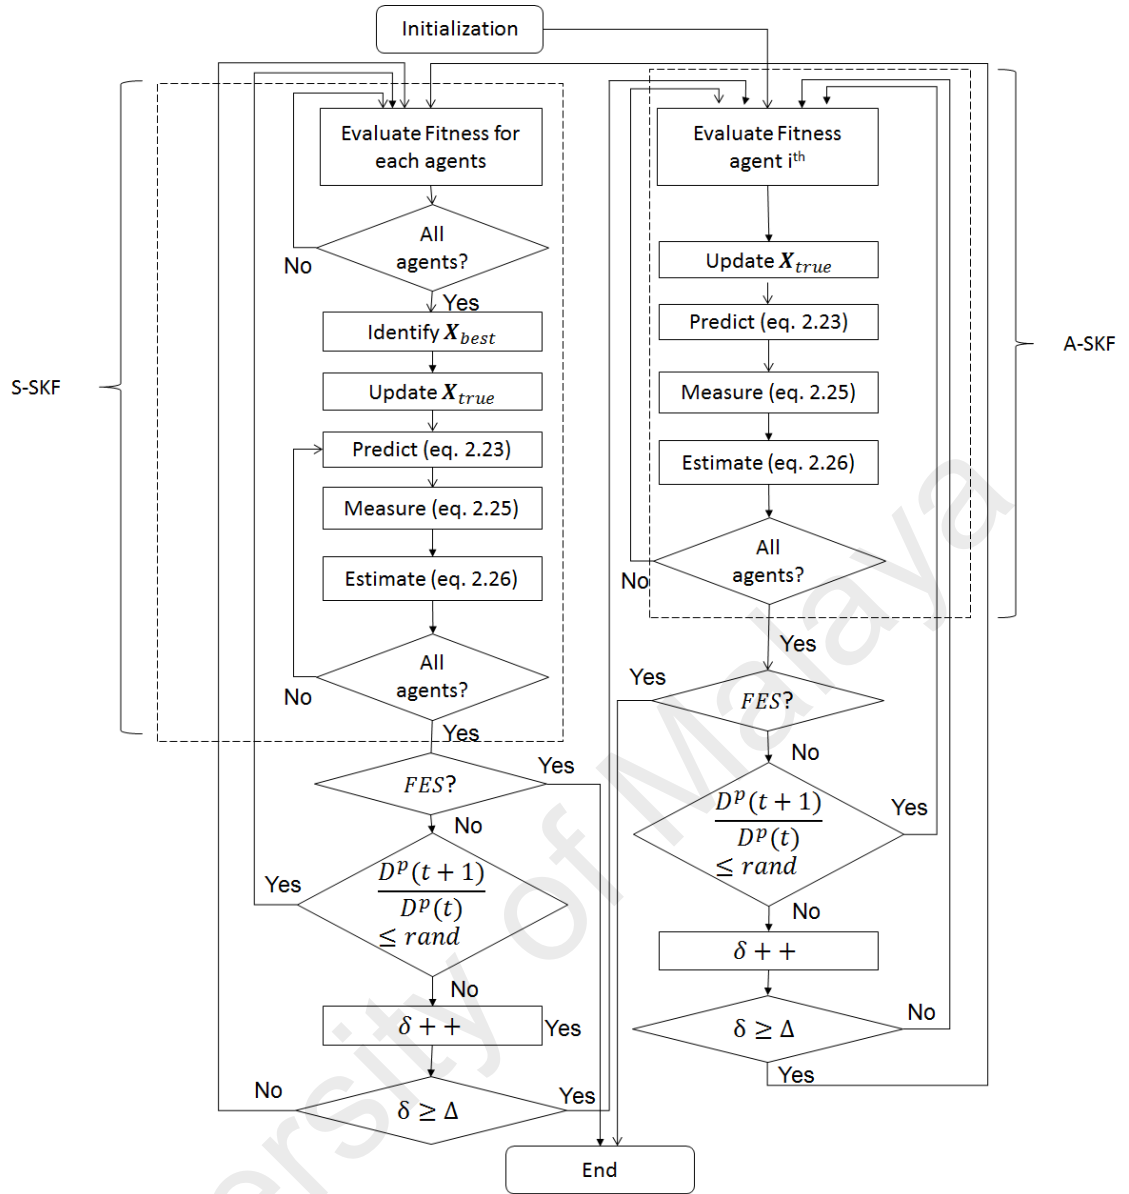 Initialization
S-SKF
Evaluate Fitness for
each agents
All
agents?
No
Yes
Identify X_best
Update X_true
Predict (eq. 2.23)
Measure (eq. 2.25)
Estimate (eq. 2.26)
All
agents?
No
Yes
FES?
Yes
No
D^p(t + 1)
D^p(t)
≤ rand
Yes
No
δ + +
Yes
δ ≥ Δ
No
Yes
A-SKF
Evaluate Fitness
agent i^th
Update X_true
Predict (eq. 2.23)
Measure (eq. 2.25)
Estimate (eq. 2.26)
All
agents?
No
Yes
FES?
Yes
No
D^p(t + 1)
D^p(t)
≤ rand
Yes
No
δ + +
δ ≥ Δ
No
Yes
End
ersity of Malaya